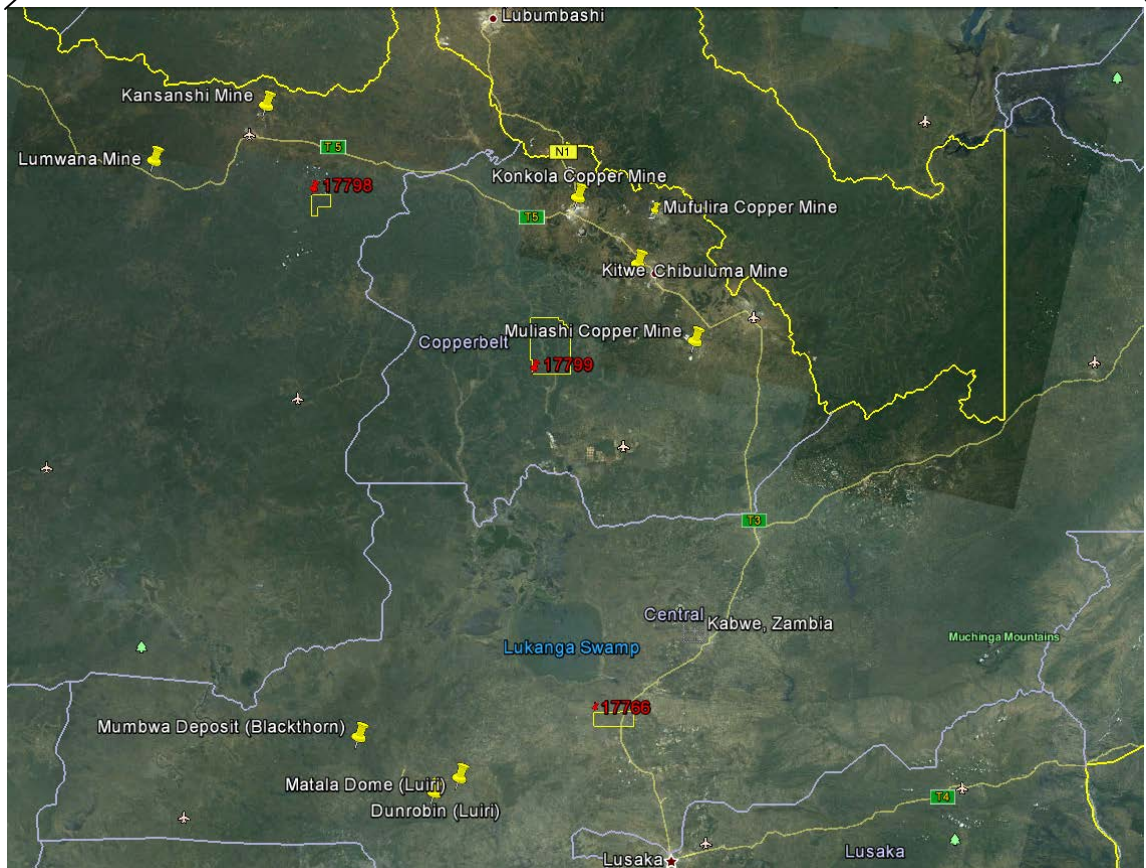 Lubumbashi
Kansanshi Mine
Lumwana Mine
T 5
N1
Konkola Copper Mine
17798
Mufulira Copper Mine
T5
Kitwe Chibuluma Mine
Muliashi Copper Mine
Copperbelt
17799
T3
Central
Kabwe, Zambia
Lukanga Swamp
Muchinga Mountains
17766
Mumbwa Deposit (Blackthorn)
Matala Dome (Luiri)
Dunrobin (Luiri)
T4
Lusaka
Lusaka